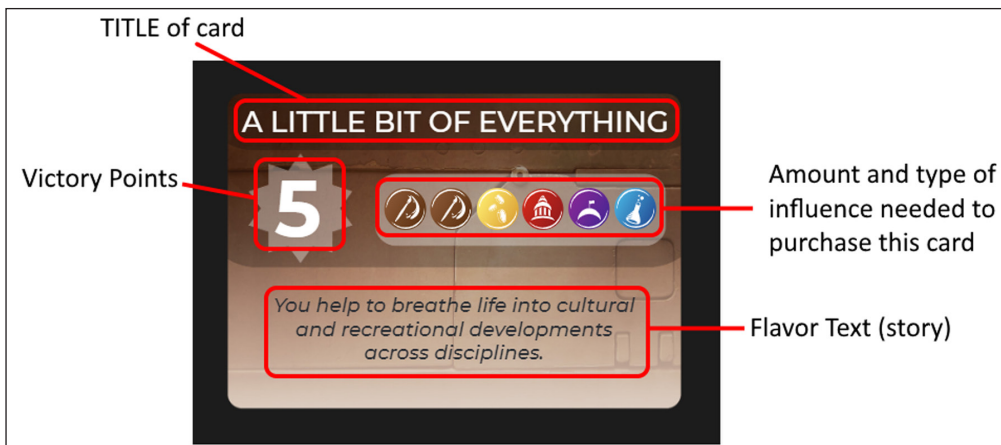 TITLE of card
A LITTLE BIT OF EVERYTHING
Victory Points
5
Amount and type of
influence needed to
purchase this card
You help to breathe life into cultural
and recreational developments
across disciplines.
Flavor Text (story)